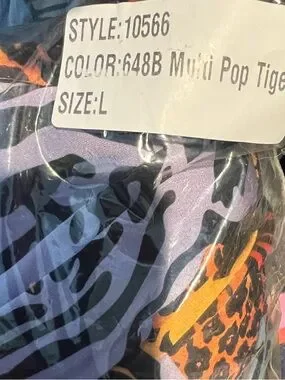 STYLE:10566
COLOR:648B Multi Pop Tige
SIZE:L